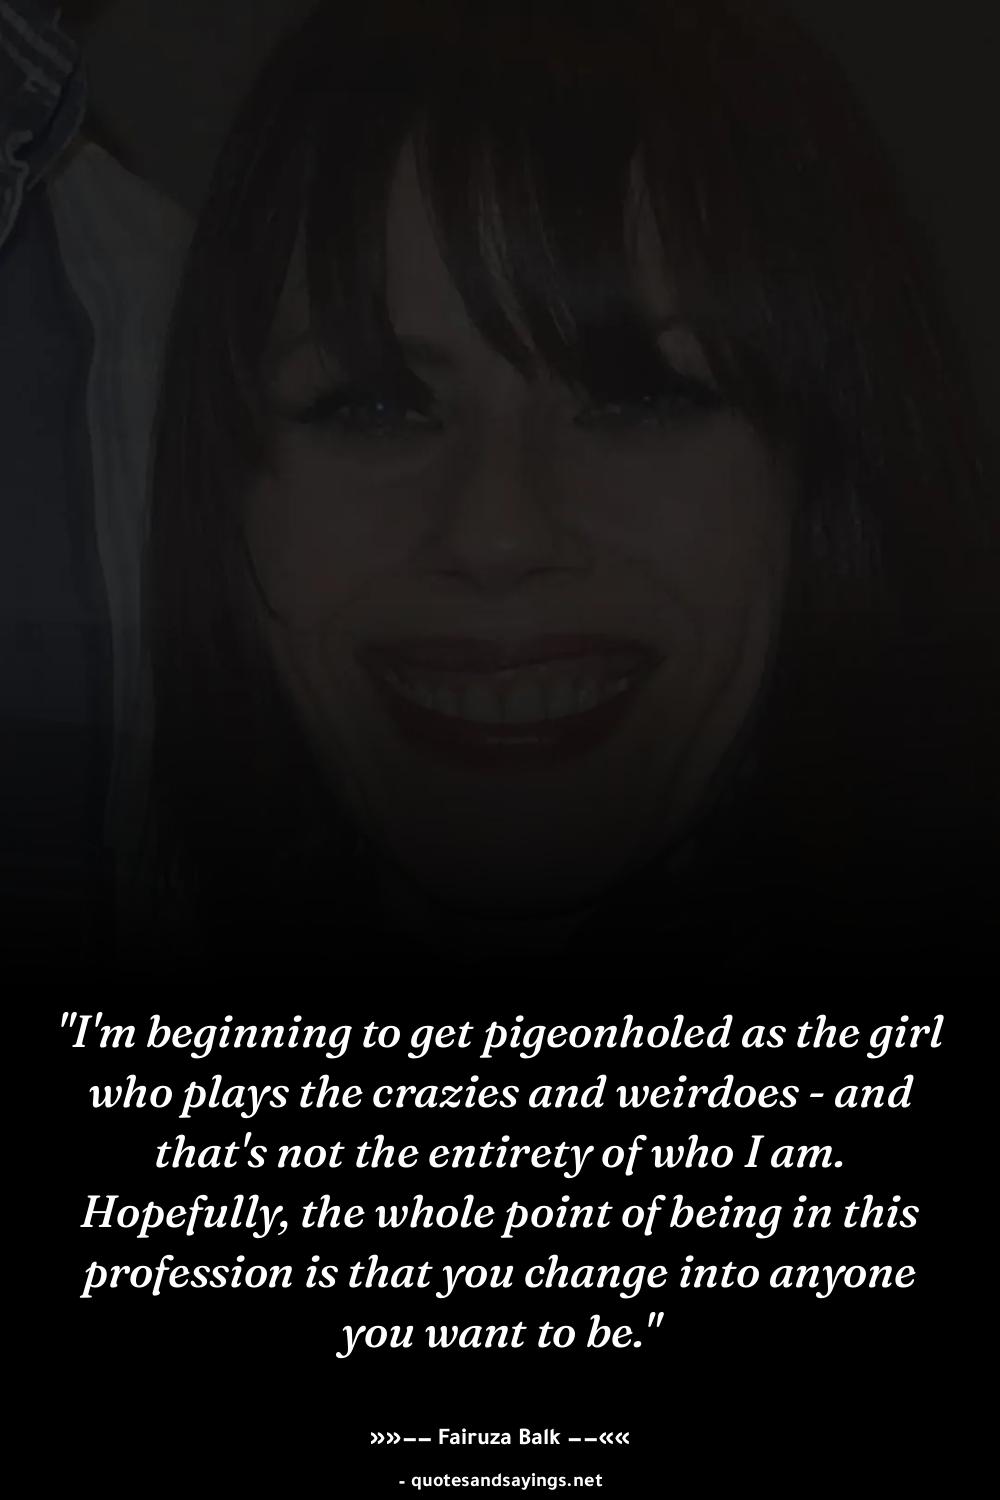 "I'm beginning to get pigeonholed as the girl
who plays the crazies and weirdoes - and
that's not the entirety of who I am.
Hopefully, the whole point of being in this
profession is that you change into anyone
you want to be."
»»–– Fairuza Balk ––««
- quotesandsayings.net